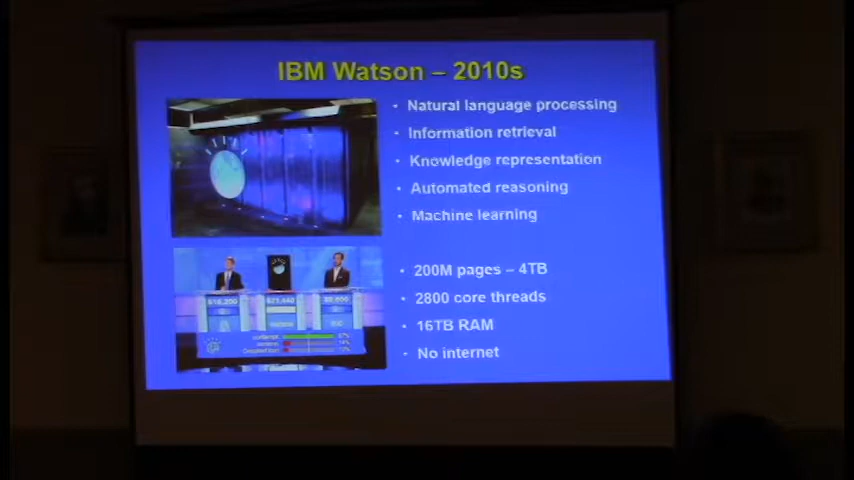 IBM Watson – 2010s
• Natural language processing
• Information retrieval
• Knowledge representation
• Automated reasoning
• Machine learning
• 200M pages – 4TB
• 2800 core threads
• 16TB RAM
• No internet